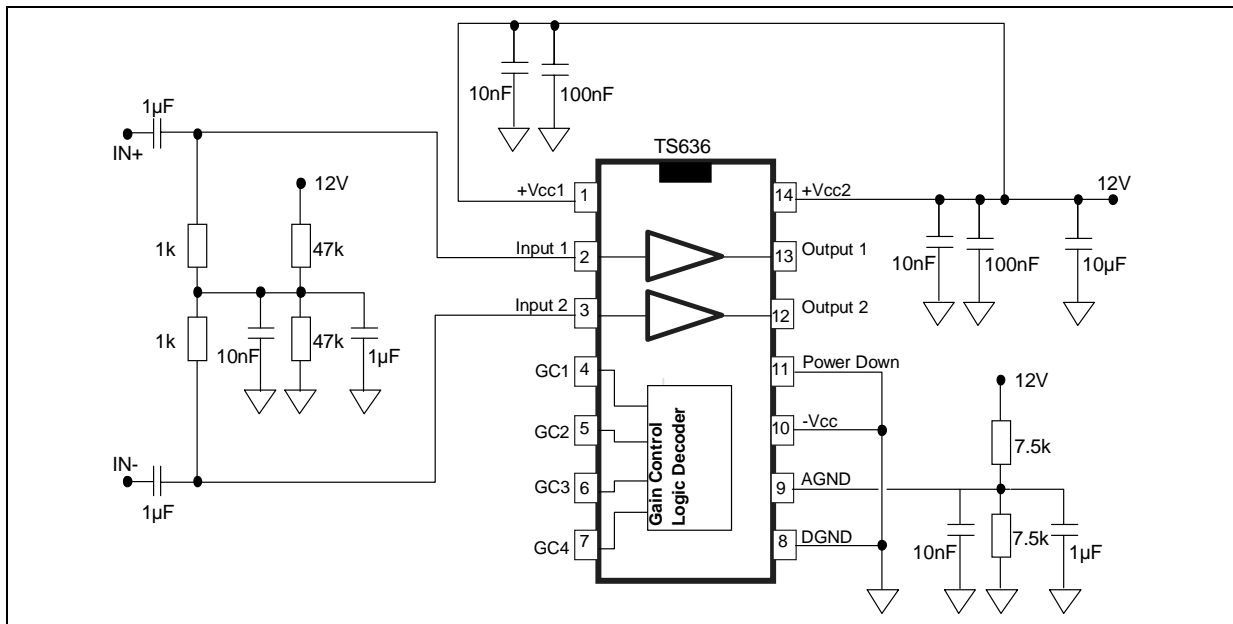 10nF
100nF
1µF
IN+
TS636
12V
+Vcc1
1
14
+Vcc2
12V
1k
47k
Input 1
2
13
Output 1
10nF
100nF
10µF
Input 2
3
12
Output 2
1k
10nF
47k
1µF
GC1
4
11
Power Down
12V
GC2
5
10
-Vcc
7.5k
IN-
1µF
GC3
6
9
AGND
Gain Control
Logic Decoder
GC4
7
8
DGND
10nF
7.5k
1µF